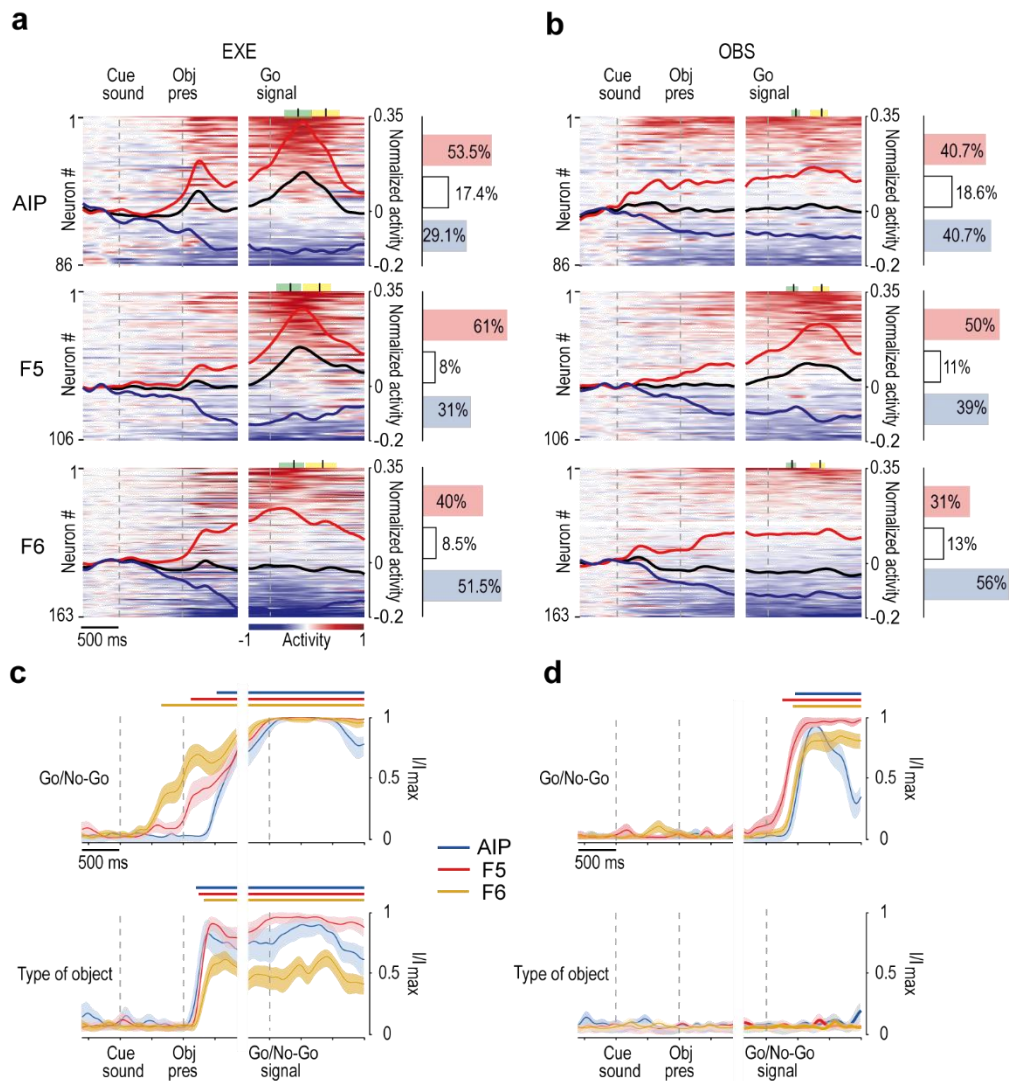 a
EXE
Cue sound
Obj pres
Go signal
AIP
Neuron #
1
86
0.35
0
-0.2
Normalized activity
53.5%
17.4%
29.1%
F5
Neuron #
1
106
0.35
0
-0.2
Normalized activity
61%
8%
31%
F6
Neuron #
1
163
0.35
0
-0.2
Normalized activity
40%
8.5%
51.5%
500 ms
-1 Activity 1
b
OBS
Cue sound
Obj pres
Go signal
Neuron #
1
86
0.35
0
-0.2
Normalized activity
40.7%
18.6%
40.7%
Neuron #
1
106
0.35
0
-0.2
Normalized activity
50%
11%
39%
Neuron #
1
163
0.35
0
-0.2
Normalized activity
31%
13%
56%
500 ms
c
Go/No-Go
1
0.5
0
I/I max
500 ms
Type of object
1
0.5
0
I/I max
Cue sound
Obj pres
Go/No-Go signal
AIP
F5
F6
d
Go/No-Go
1
0.5
0
I/I max
500 ms
Type of object
1
0.5
0
I/I max
Cue sound
Obj pres
Go/No-Go signal